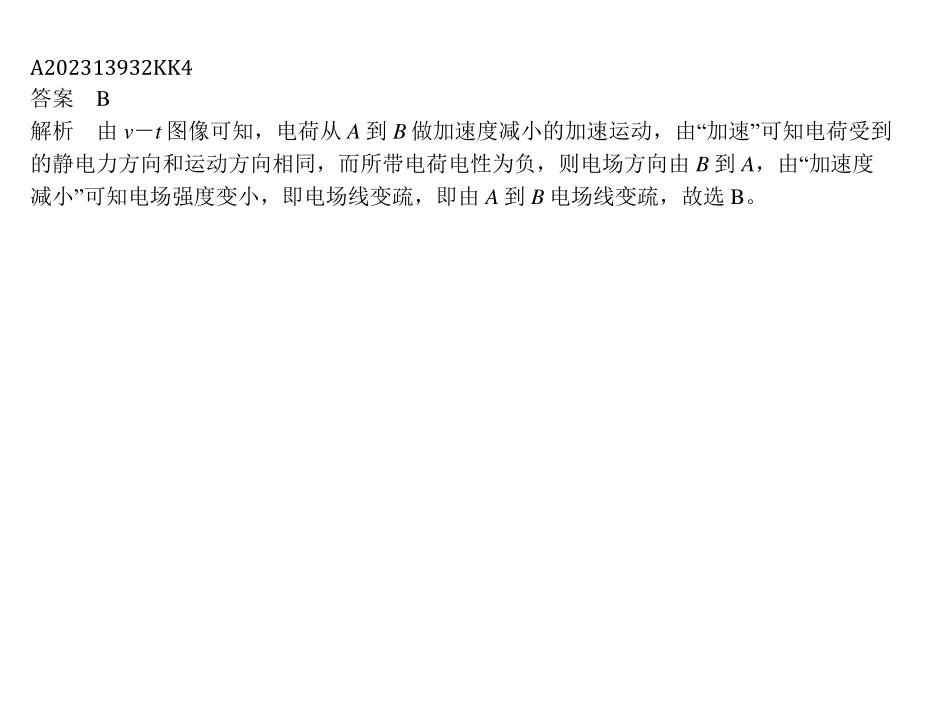 A202313932KK4
答案　B
解析　由 v－t 图像可知，电荷从 A 到 B 做加速度减小的加速运动，由“加速”可知电荷受到
的静电力方向和运动方向相同，而所带电荷电性为负，则电场方向由 B 到 A，由“加速度
减小”可知电场强度变小，即电场线变疏，即由 A 到 B 电场线变疏，故选 B。